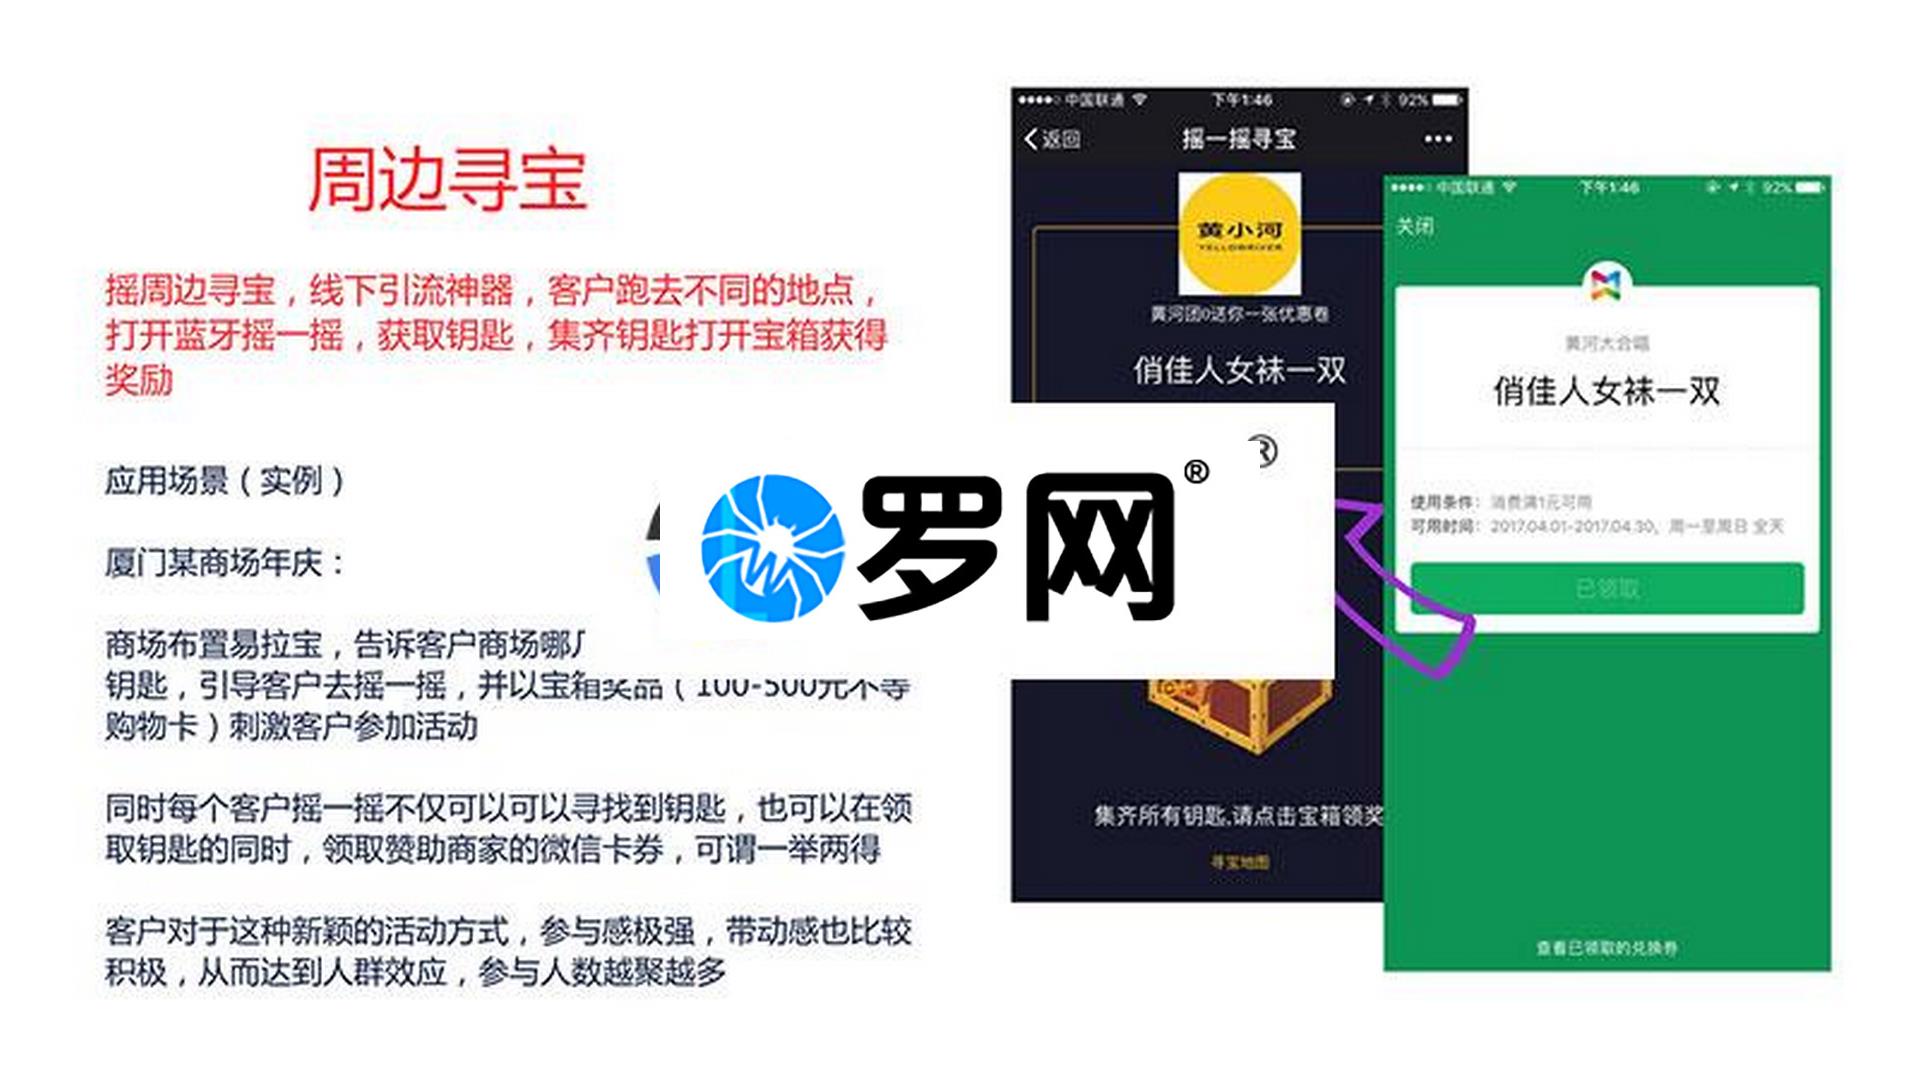 周边寻宝
摇周边寻宝，线下引流神器，客户跑去不同的地点，
打开蓝牙摇一摇，获取钥匙，集齐钥匙打开宝箱获得
奖励
应用场景（实例）
厦门某商场年庆：
商场布置易拉宝，告诉客户商场哪
钥匙，引导客户去摇一摇，并以宝箱奖品（100-500元不等
购物卡）刺激客户参加活动
同时每个客户摇一摇不仅可以可以寻找到钥匙，也可以在领
取钥匙的同时，领取赞助商家的微信卡券，可谓一举两得
客户对于这种新颖的活动方式，参与感极强，带动感也比较
积极，从而达到人群效应，参与人数越聚越多
中国联通 下午1:46 92%
返回 摇一摇寻宝
黄小河
YELLOWRIVER
黄河团0送你一张优惠卷
俏佳人女袜一双
罗网®
®
集齐所有钥匙,请点击宝箱领奖
寻宝地图
中国联通 下午1:46 92%
关闭
黄河大合唱
俏佳人女袜一双
使用条件： 消费满1元可用
可用时间： 2017.04.01-2017.04.30，周一至周日 全天
已领取
查看已领取的兑换券